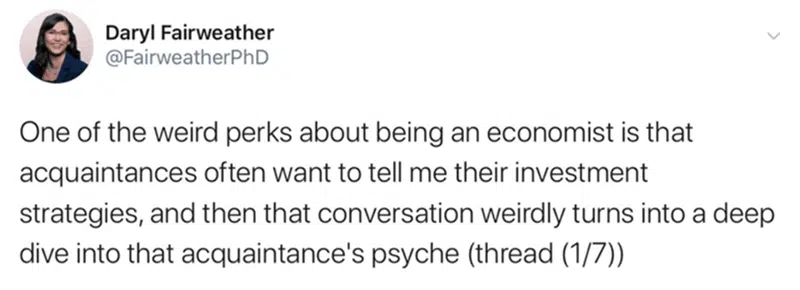 Daryl Fairweather
@FairweatherPhD
One of the weird perks about being an economist is that
acquaintances often want to tell me their investment
strategies, and then that conversation weirdly turns into a deep
dive into that acquaintance's psyche (thread (1/7))